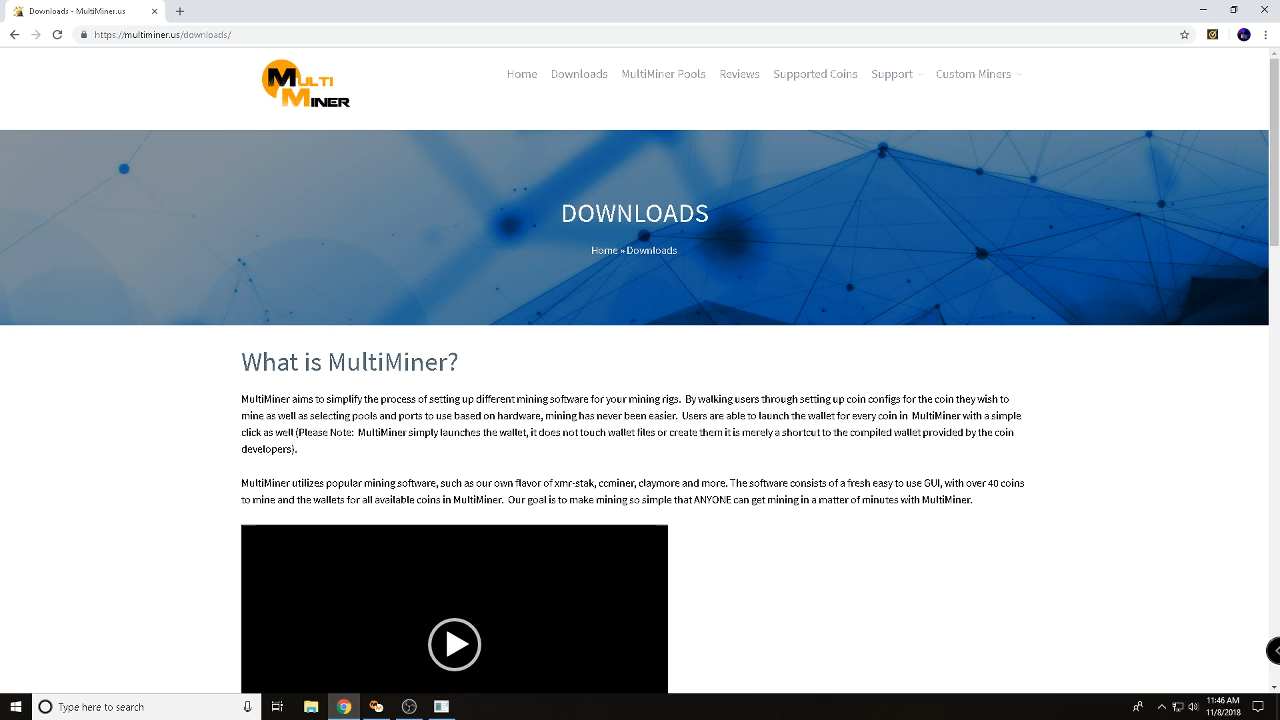 Downloads - MultiMiner.us
https://multiminer.us/downloads/
MULTI
MINER
Home Downloads MultiMiner Pools Reviews Supported Coins Support Custom Miners
DOWNLOADS
Home » Downloads
What is MultiMiner?
MultiMiner aims to simplify the process of setting up different mining software for your mining rigs. By walking users through setting up coin configs for the coin they wish to
mine as well as selecting pools and ports to use based on hardware, mining has never been easier. Users are able to launch the wallet for every coin in MultiMiner with a simple
click as well (Please Note: MultiMiner simply launches the wallet, it does not touch wallet files or create them it is merely a shortcut to the compiled wallet provided by the coin
developers).
MultiMiner utilizes popular mining software, such as our own flavor of xmr-stak, ccminer, claymore and more. The software consists of a fresh easy to use GUI, with over 40 coins
to mine and the wallets for all available coins in MultiMiner. Our goal is to make mining so simple that ANYONE can get mining in a matter of minutes with MultiMiner.
Type here to search
11:46 AM
11/8/2018